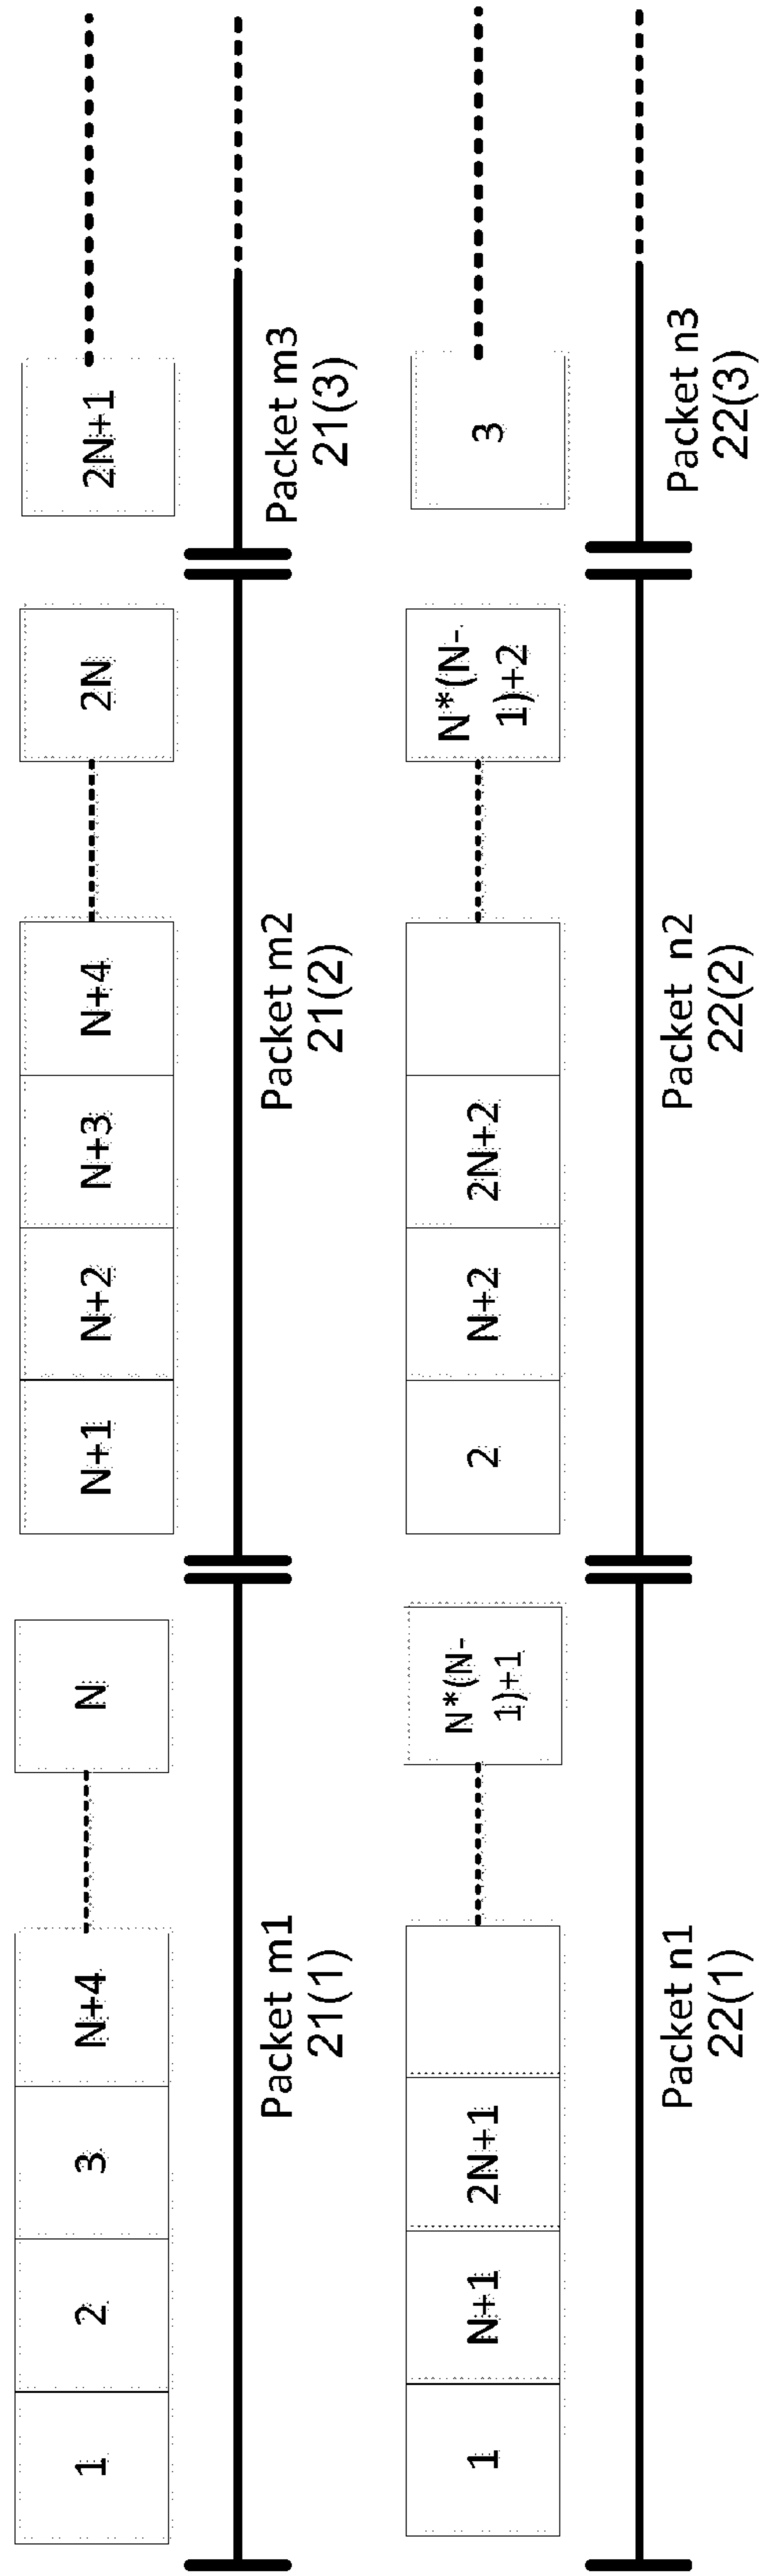 1
2
3
N+4
N
N+1
N+2
N+3
N+4
2N
2N+1
Packet m1
21(1)
Packet m2
21(2)
Packet m3
21(3)
1
N+1
2N+1
N*(N-
1)+1
2
N+2
2N+2
N*(N-
1)+2
3
Packet n1
22(1)
Packet n2
22(2)
Packet n3
22(3)